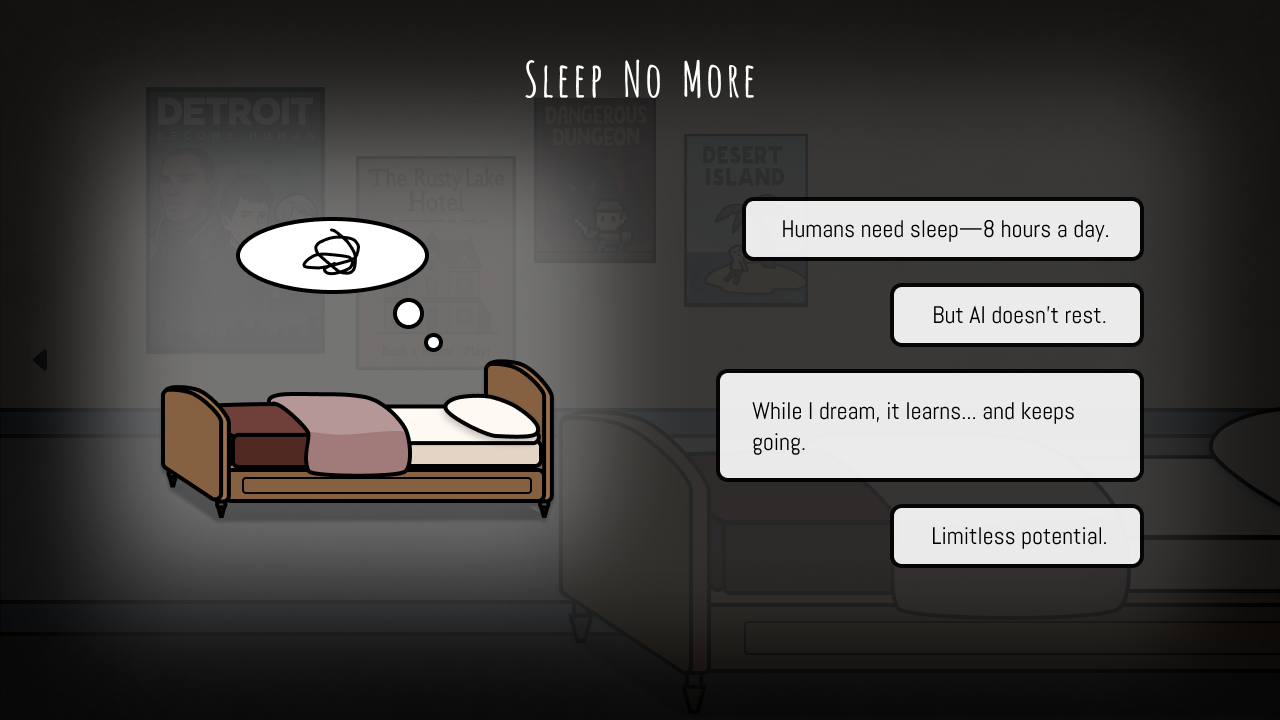 Sleep No More
DETROIT
BECOME HUMAN
DANGEROUS
DUNGEON
The Rusty Lake
Hotel
DESERT
ISLAND
Humans need sleep—8 hours a day.
But AI doesn't rest.
While I dream, it learns... and keeps
going.
Limitless potential.